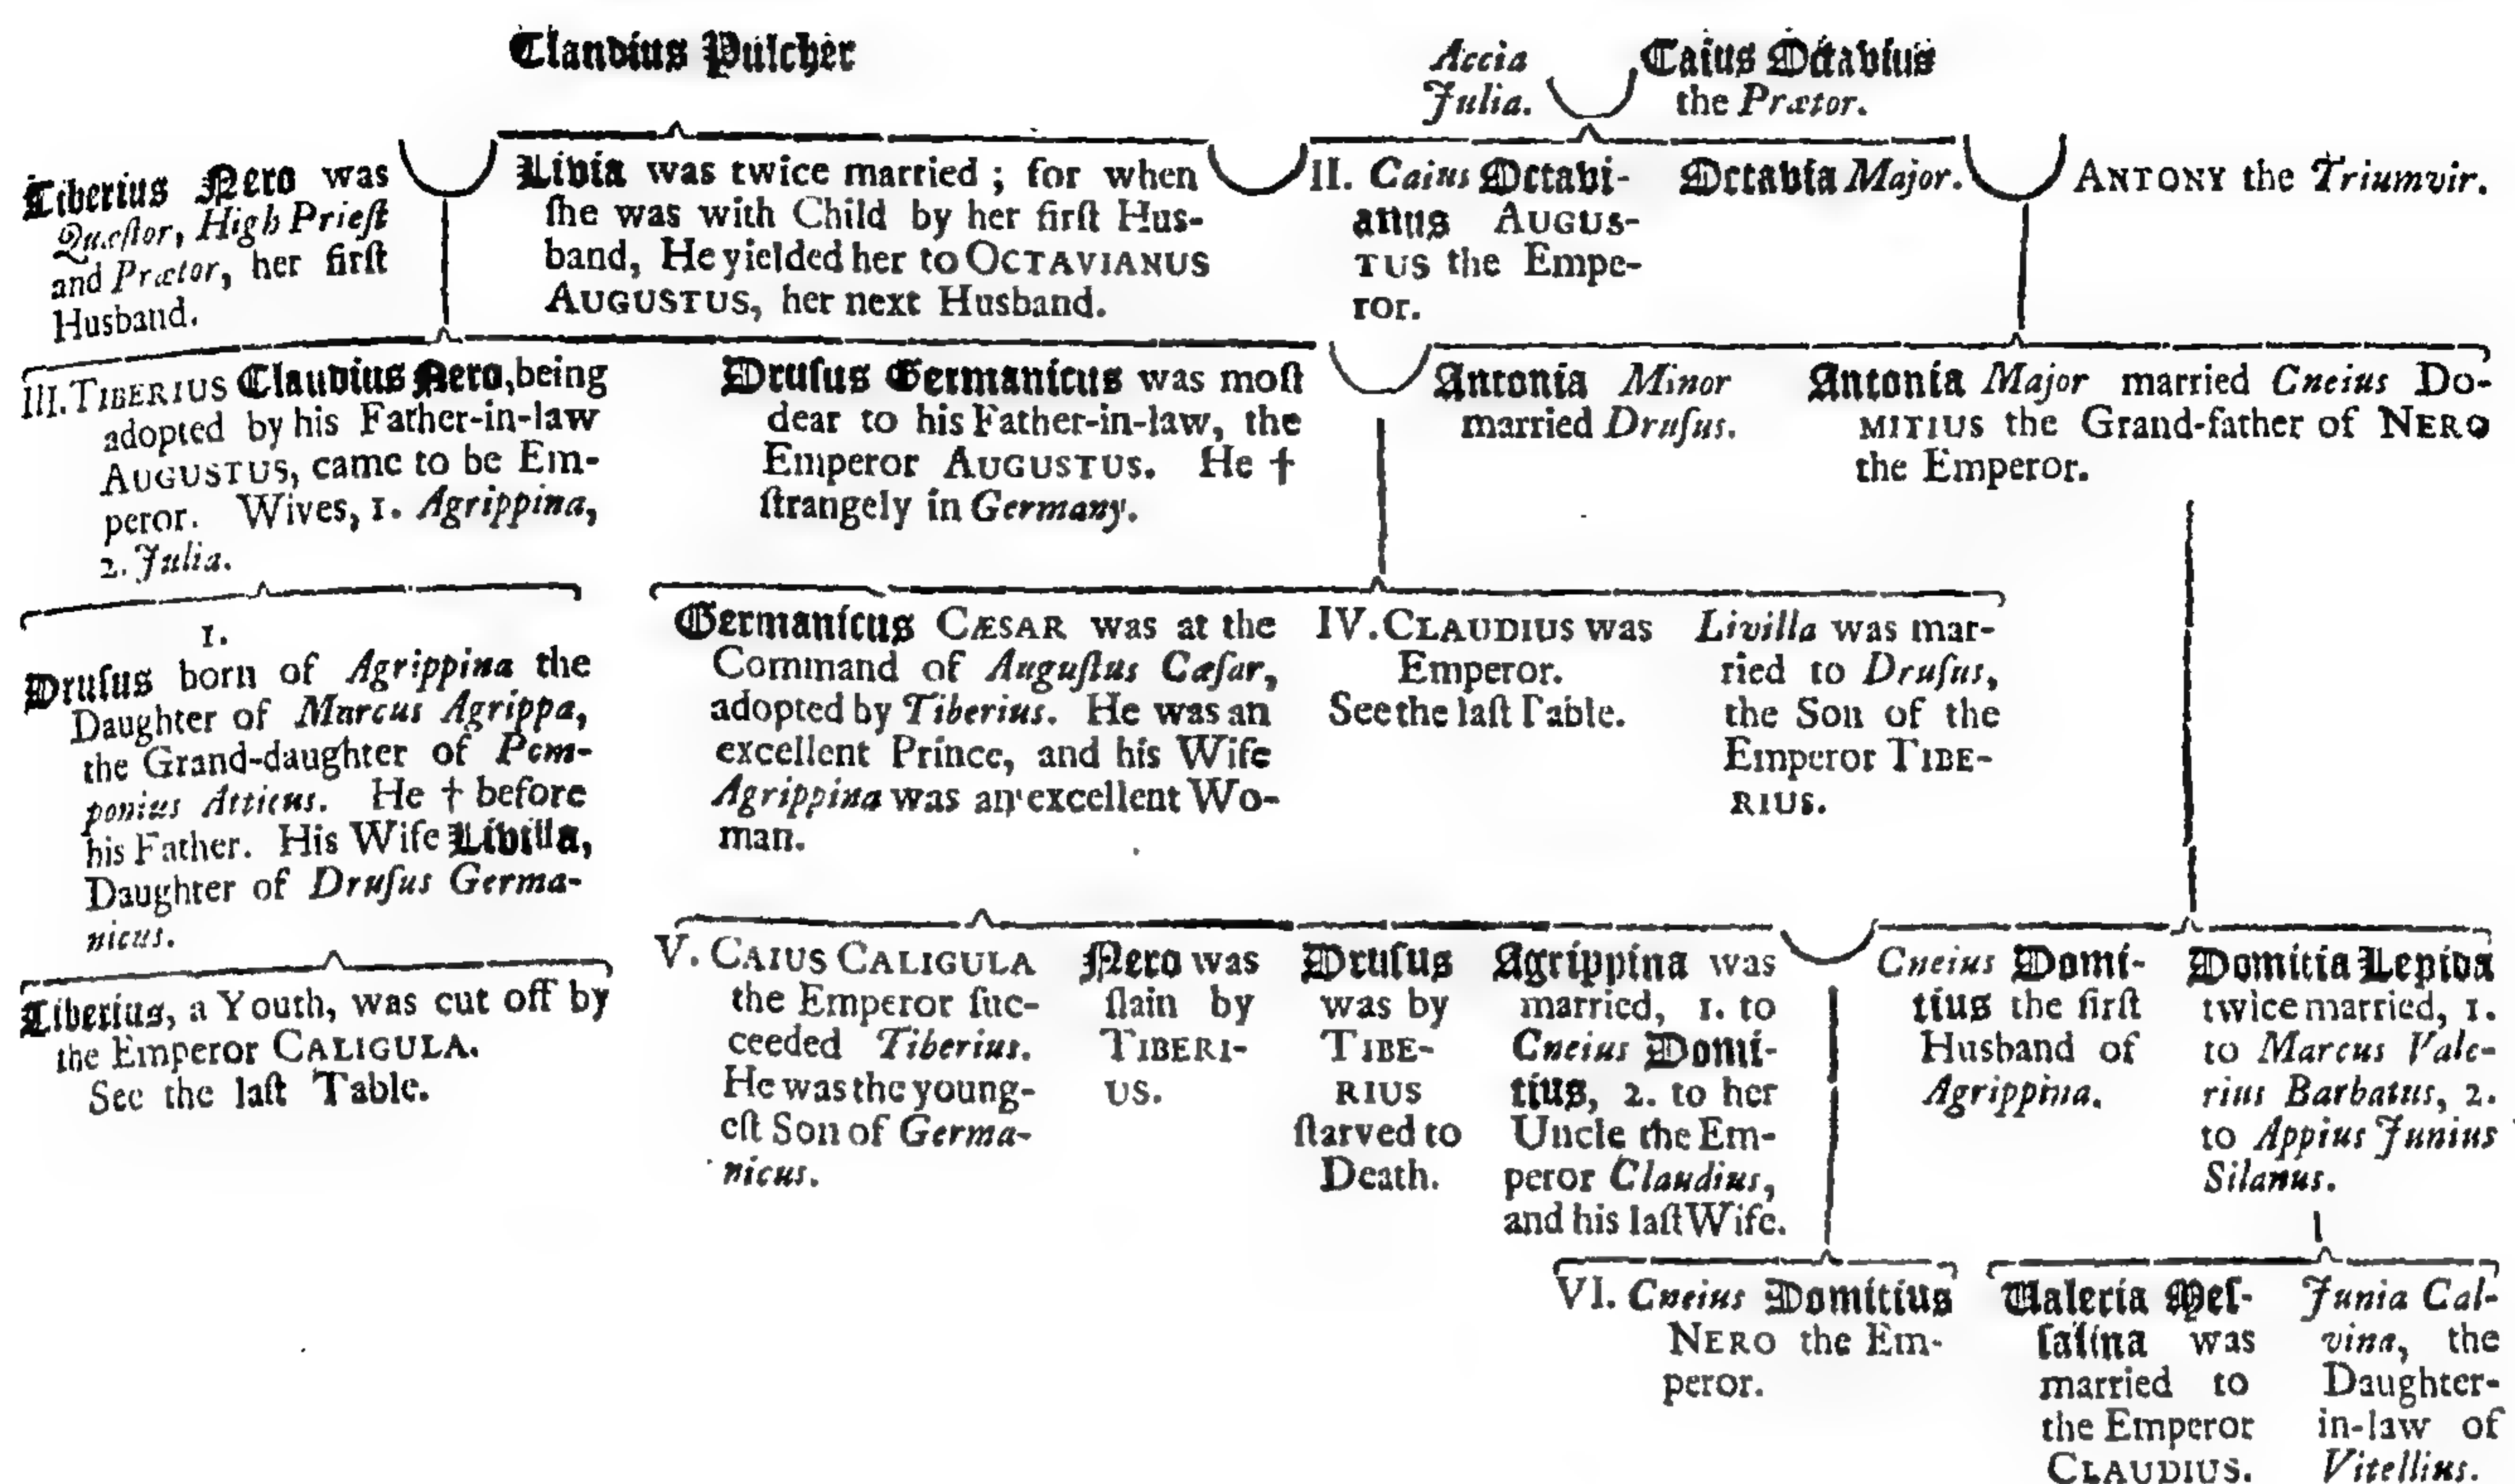 Claudius Pulcher
Accia
Julia.
Caius Octavius
the Prætor.
Tiberius Nero was
Quæſtor, High Prieſt
and Prætor, her firſt
Husband.
Livia was twice married ; for when
ſhe was with Child by her firſt Hus-
band, He yielded her to OCTAVIANUS
AUGUSTUS, her next Husband.
II. Caius Octavi-
anus AUGUS-
TUS the Empe-
ror.
Octavia Major.
ANTONY the Triumvir.
III. TIBERIUS Claudius Nero, being
adopted by his Father-in-law
AUGUSTUS, came to be Em-
peror. Wives, 1. Agrippina,
2. Julia.
Druſus Germanicus was moſt
dear to his Father-in-law, the
Emperor AUGUSTUS. He †
ſtrangely in Germany.
Antonia Minor
married Druſus.
Antonia Major married Cneius DO-
MITIUS the Grand-father of NERO
the Emperor.
1.
Druſus born of Agrippina the
Daughter of Marcus Agrippa,
the Grand-daughter of Pom-
ponius Atticus. He † before
his Father. His Wife Livilla,
Daughter of Druſus Germa-
nicus.
Germanicus CÆSAR was at the
Command of Auguſtus Cæſar,
adopted by Tiberius. He was an
excellent Prince, and his Wife
Agrippina was an excellent Wo-
man.
IV. CLAUDIUS was
Emperor.
See the laſt Table.
Livilla was mar-
ried to Druſus,
the Son of the
Emperor TIBE-
RIUS.
Tiberius, a Youth, was cut off by
the Emperor CALIGULA.
See the laſt Table.
V. CAIUS CALIGULA
the Emperor ſuc-
ceeded Tiberius.
He was the young-
eſt Son of Germa-
nicus.
Nero was
ſlain by
TIBERI-
US.
Druſus
was by
TIBE-
RIUS
ſtarved to
Death.
Agrippina was
married, 1. to
Cneius Domi-
tius, 2. to her
Uncle the Em-
peror Claudius,
and his laſt Wife.
Cneius Domi-
tius the firſt
Husband of
Agrippina.
Domitia Lepida
twice married, 1.
to Marcus Vale-
rius Barbatus, 2.
to Appius Junius
Silanus.
VI. Cneius Domitius
NERO the Em-
peror.
Valeria Meſ-
ſalina was
married to
the Emperor
CLAUDIUS.
Junia Cal-
vina, the
Daughter-
in-law of
Vitellius.